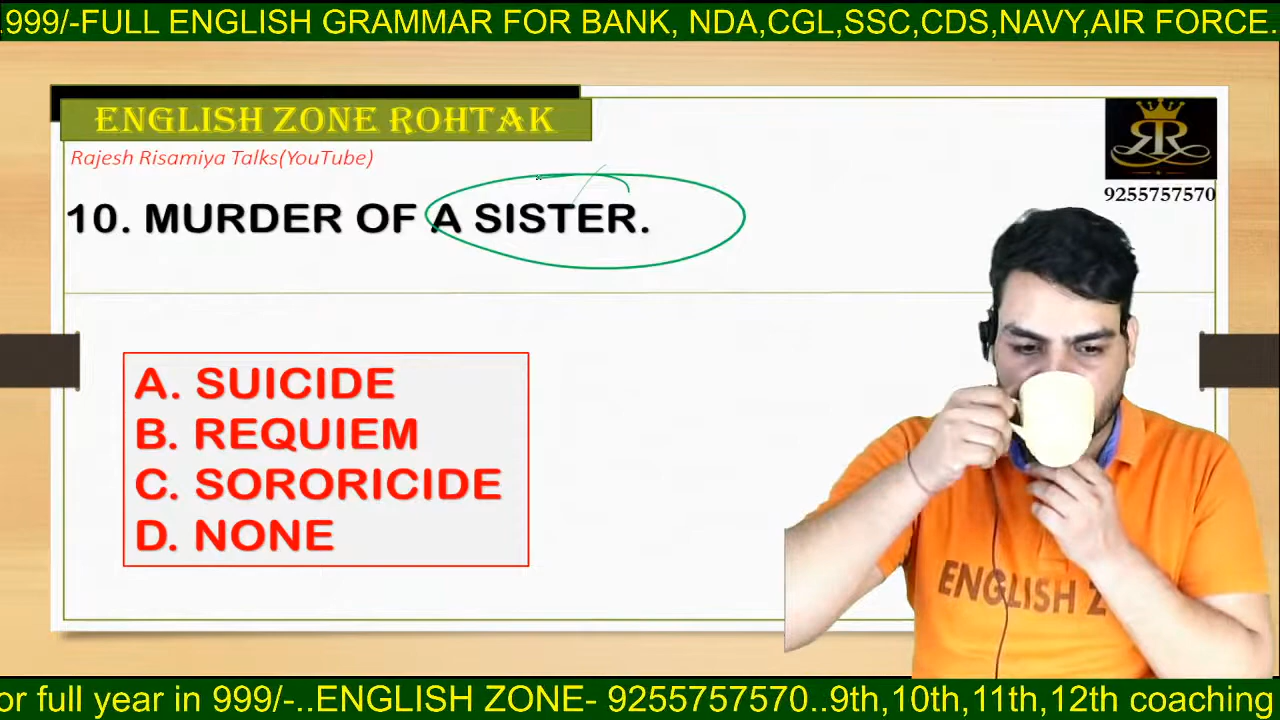 .999/-FULL ENGLISH GRAMMAR FOR BANK, NDA,CGL,SSC,CDS,NAVY,AIR FORCE.
ENGLISH ZONE ROHTAK
Rajesh Risamiya Talks(YouTube)
RR
9255757570
10. MURDER OF A SISTER.
A. SUICIDE
B. REQUIEM
C. SORORICIDE
D. NONE
ENGLISH Z
or full year in 999/-..ENGLISH ZONE- 9255757570..9th,10th,11th,12th coaching